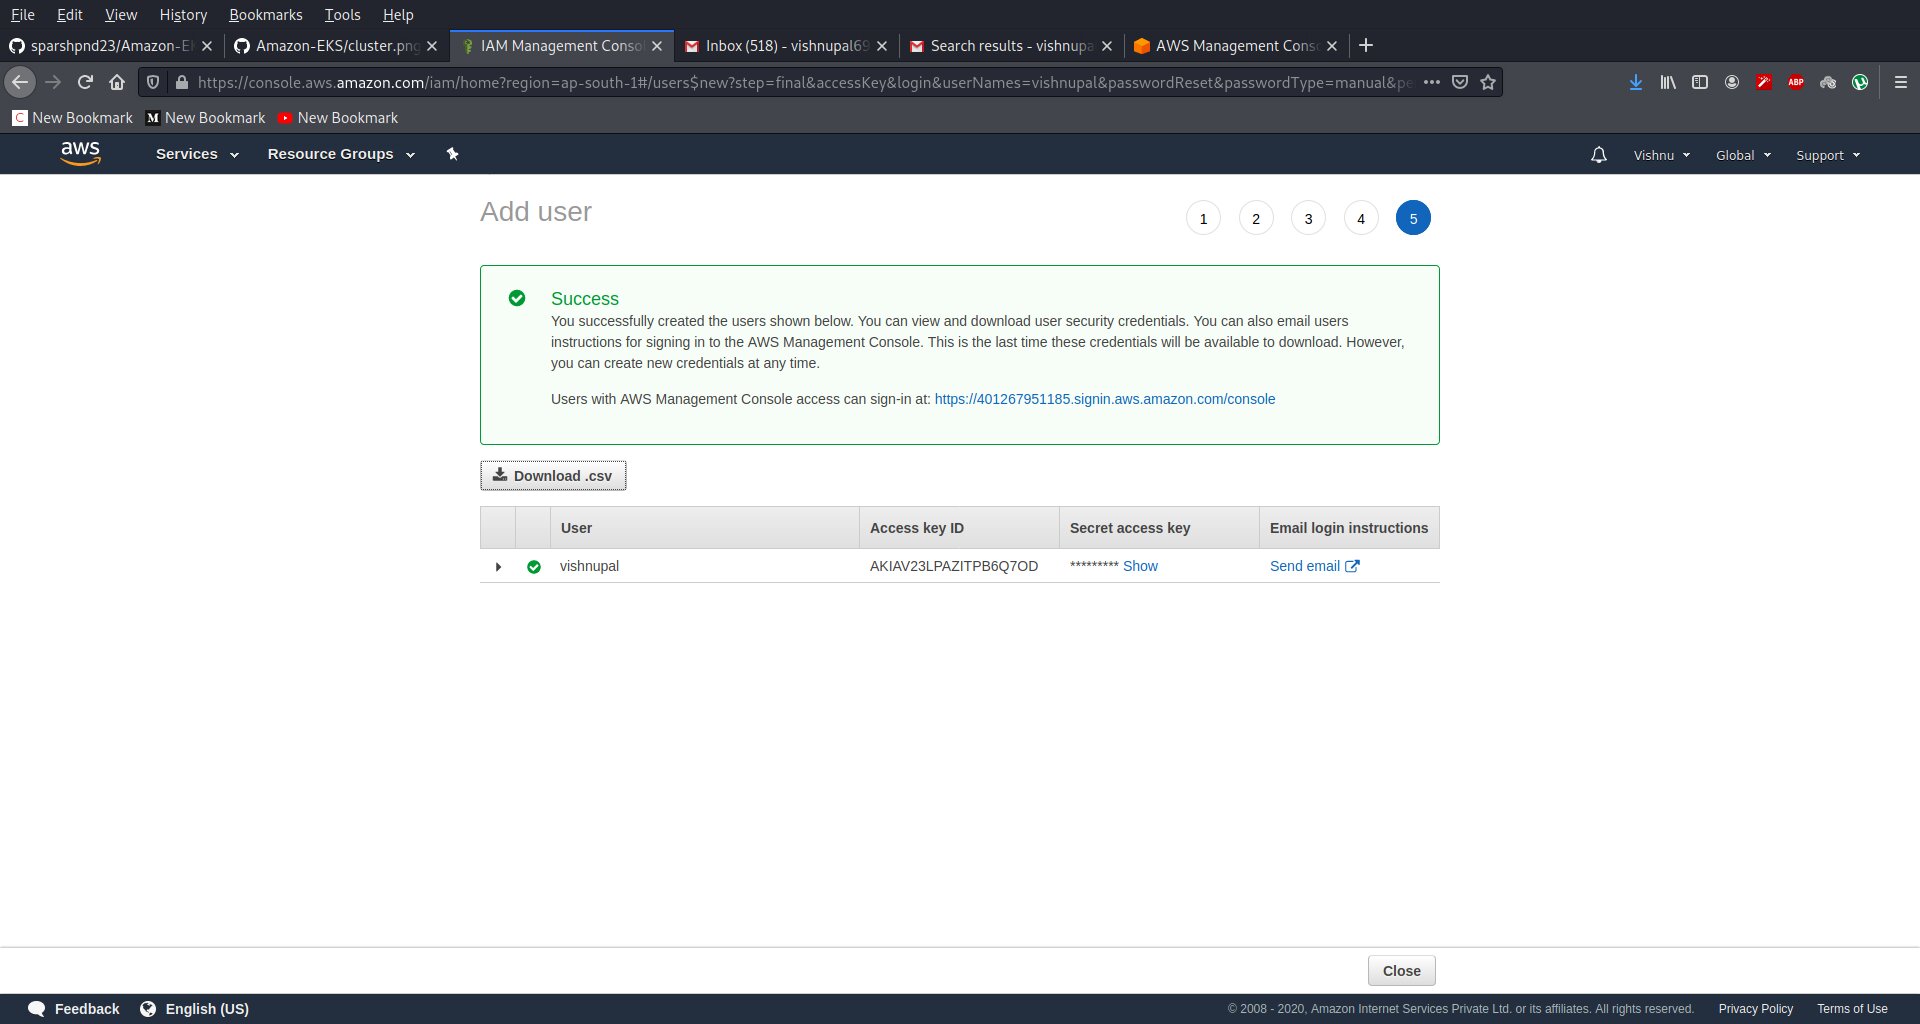 File Edit View History Bookmarks Tools Help
sparshpnd23/Amazon-E
Amazon-EKS/cluster.png
IAM Management Conso
Inbox (518) - vishnupal69
Search results - vishnupa
AWS Management Cons
https://console.aws.amazon.com/iam/home?region=ap-south-1#/users$new?step=final&accessKey&login&userNames=vishnupal&passwordReset&passwordType=manual&pe
ABP
C New Bookmark M New Bookmark New Bookmark
aws Services Resource Groups Vishnu Global Support
Add user 1 2 3 4 5
Success
You successfully created the users shown below. You can view and download user security credentials. You can also email users
instructions for signing in to the AWS Management Console. This is the last time these credentials will be available to download. However,
you can create new credentials at any time.
Users with AWS Management Console access can sign-in at: https://401267951185.signin.aws.amazon.com/console
Download .csv
User Access key ID Secret access key Email login instructions
vishnupal AKIAV23LPAZITPB6Q7OD ********* Show Send email
Close
Feedback English (US) © 2008 - 2020, Amazon Internet Services Private Ltd. or its affiliates. All rights reserved. Privacy Policy Terms of Use